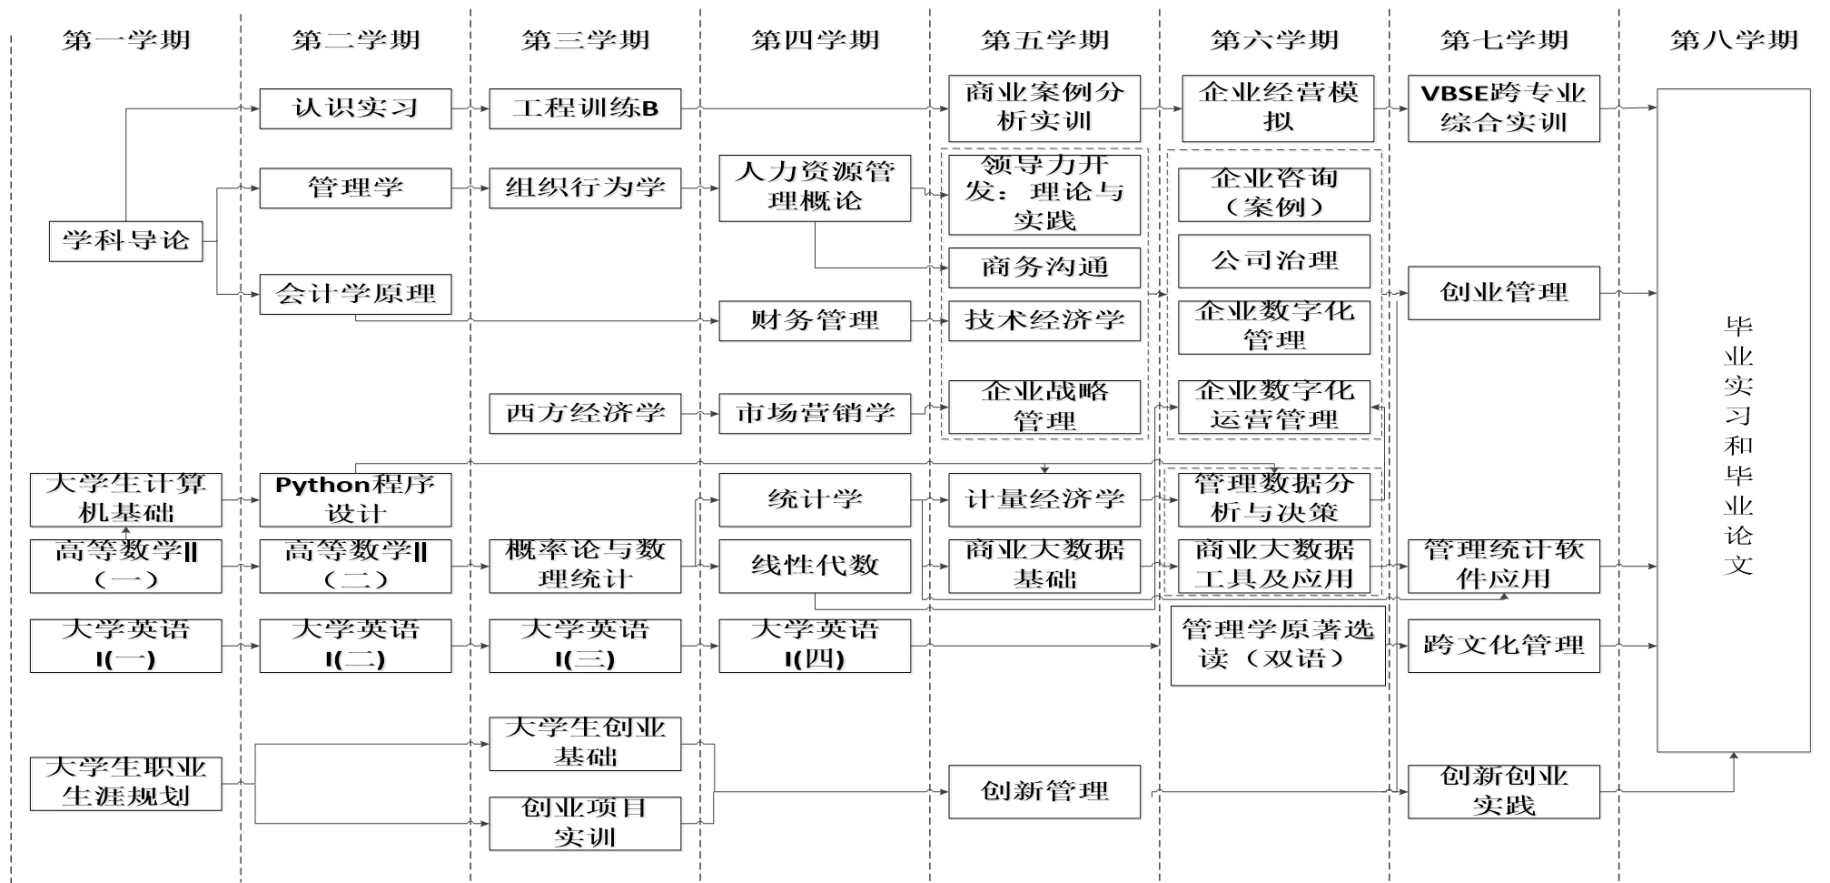 第一学期
第二学期
第三学期
第四学期
第五学期
第六学期
第七学期
第八学期
认识实习
工程训练B
商业案例分
析实训
企业经营模
拟
VBSE跨专业
综合实训
学科导论
管理学
组织行为学
人力资源管
理概论
领导力开
发：理论与
实践
企业咨询
（案例）
商务沟通
公司治理
会计学原理
财务管理
技术经济学
企业数字化
管理
创业管理
西方经济学
市场营销学
企业战略
管理
企业数字化
运营管理
大学生计算
机基础
Python程序
设计
统计学
计量经济学
管理数据分
析与决策
高等数学II
（一）
高等数学II
（二）
概率论与数
理统计
线性代数
商业大数据
基础
商业大数据
工具及应用
管理统计软
件应用
大学英语
I(一)
大学英语
I(二)
大学英语
I(三)
大学英语
I(四)
管理学原著选
读（双语）
跨文化管理
大学生职业
生涯规划
大学生创业
基础
创业项目
实训
创新管理
创新创业
实践
毕
业
实
习
和
毕
业
论
文